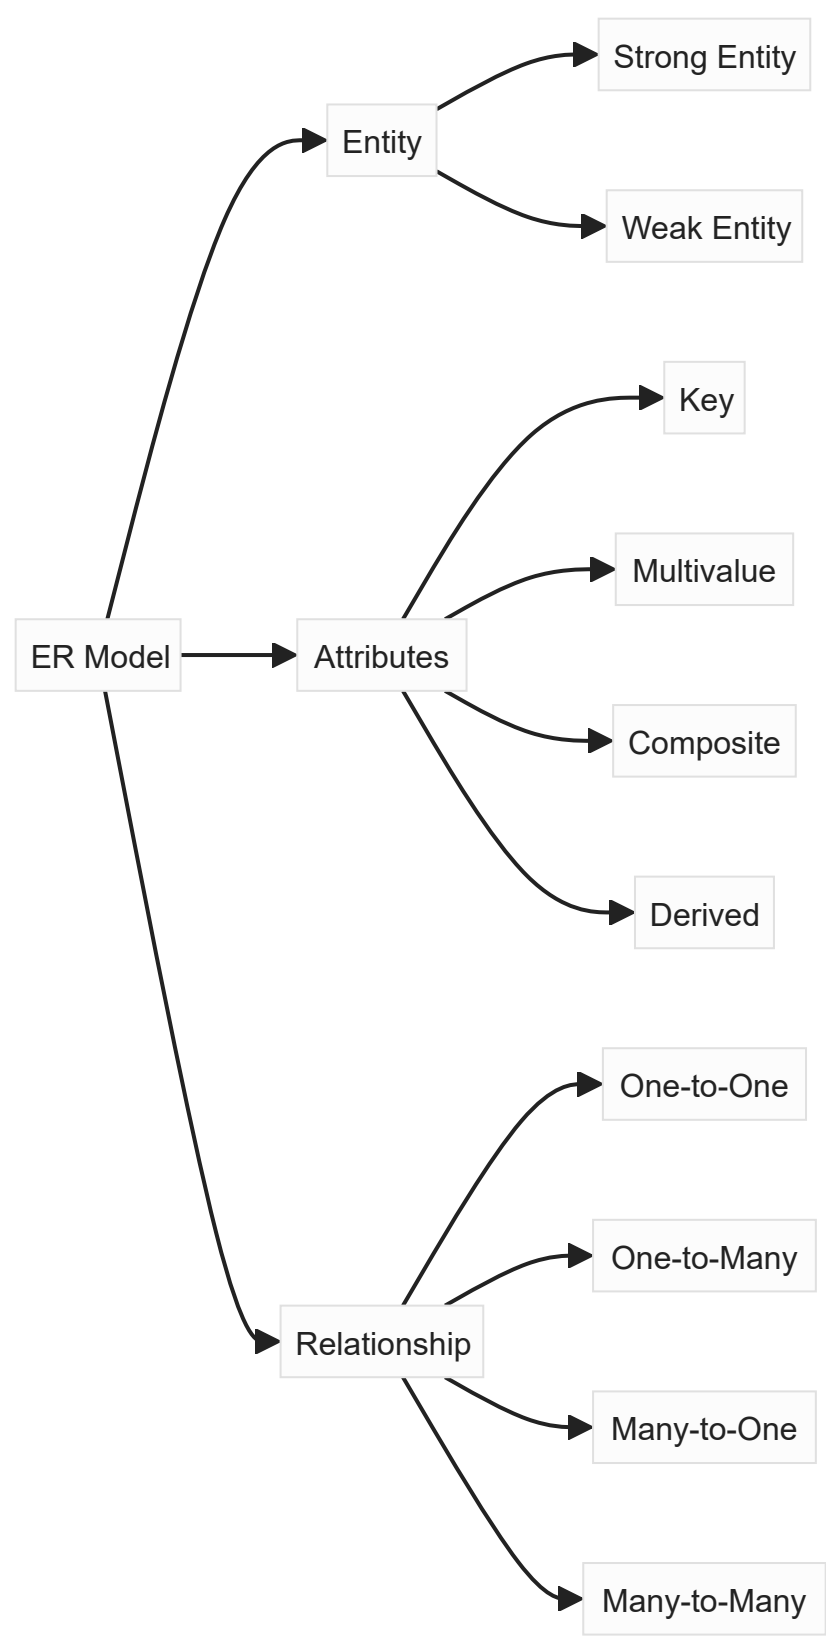 ER Model
Entity
Strong Entity
Weak Entity
Attributes
Key
Multivalue
Composite
Derived
Relationship
One-to-One
One-to-Many
Many-to-One
Many-to-Many